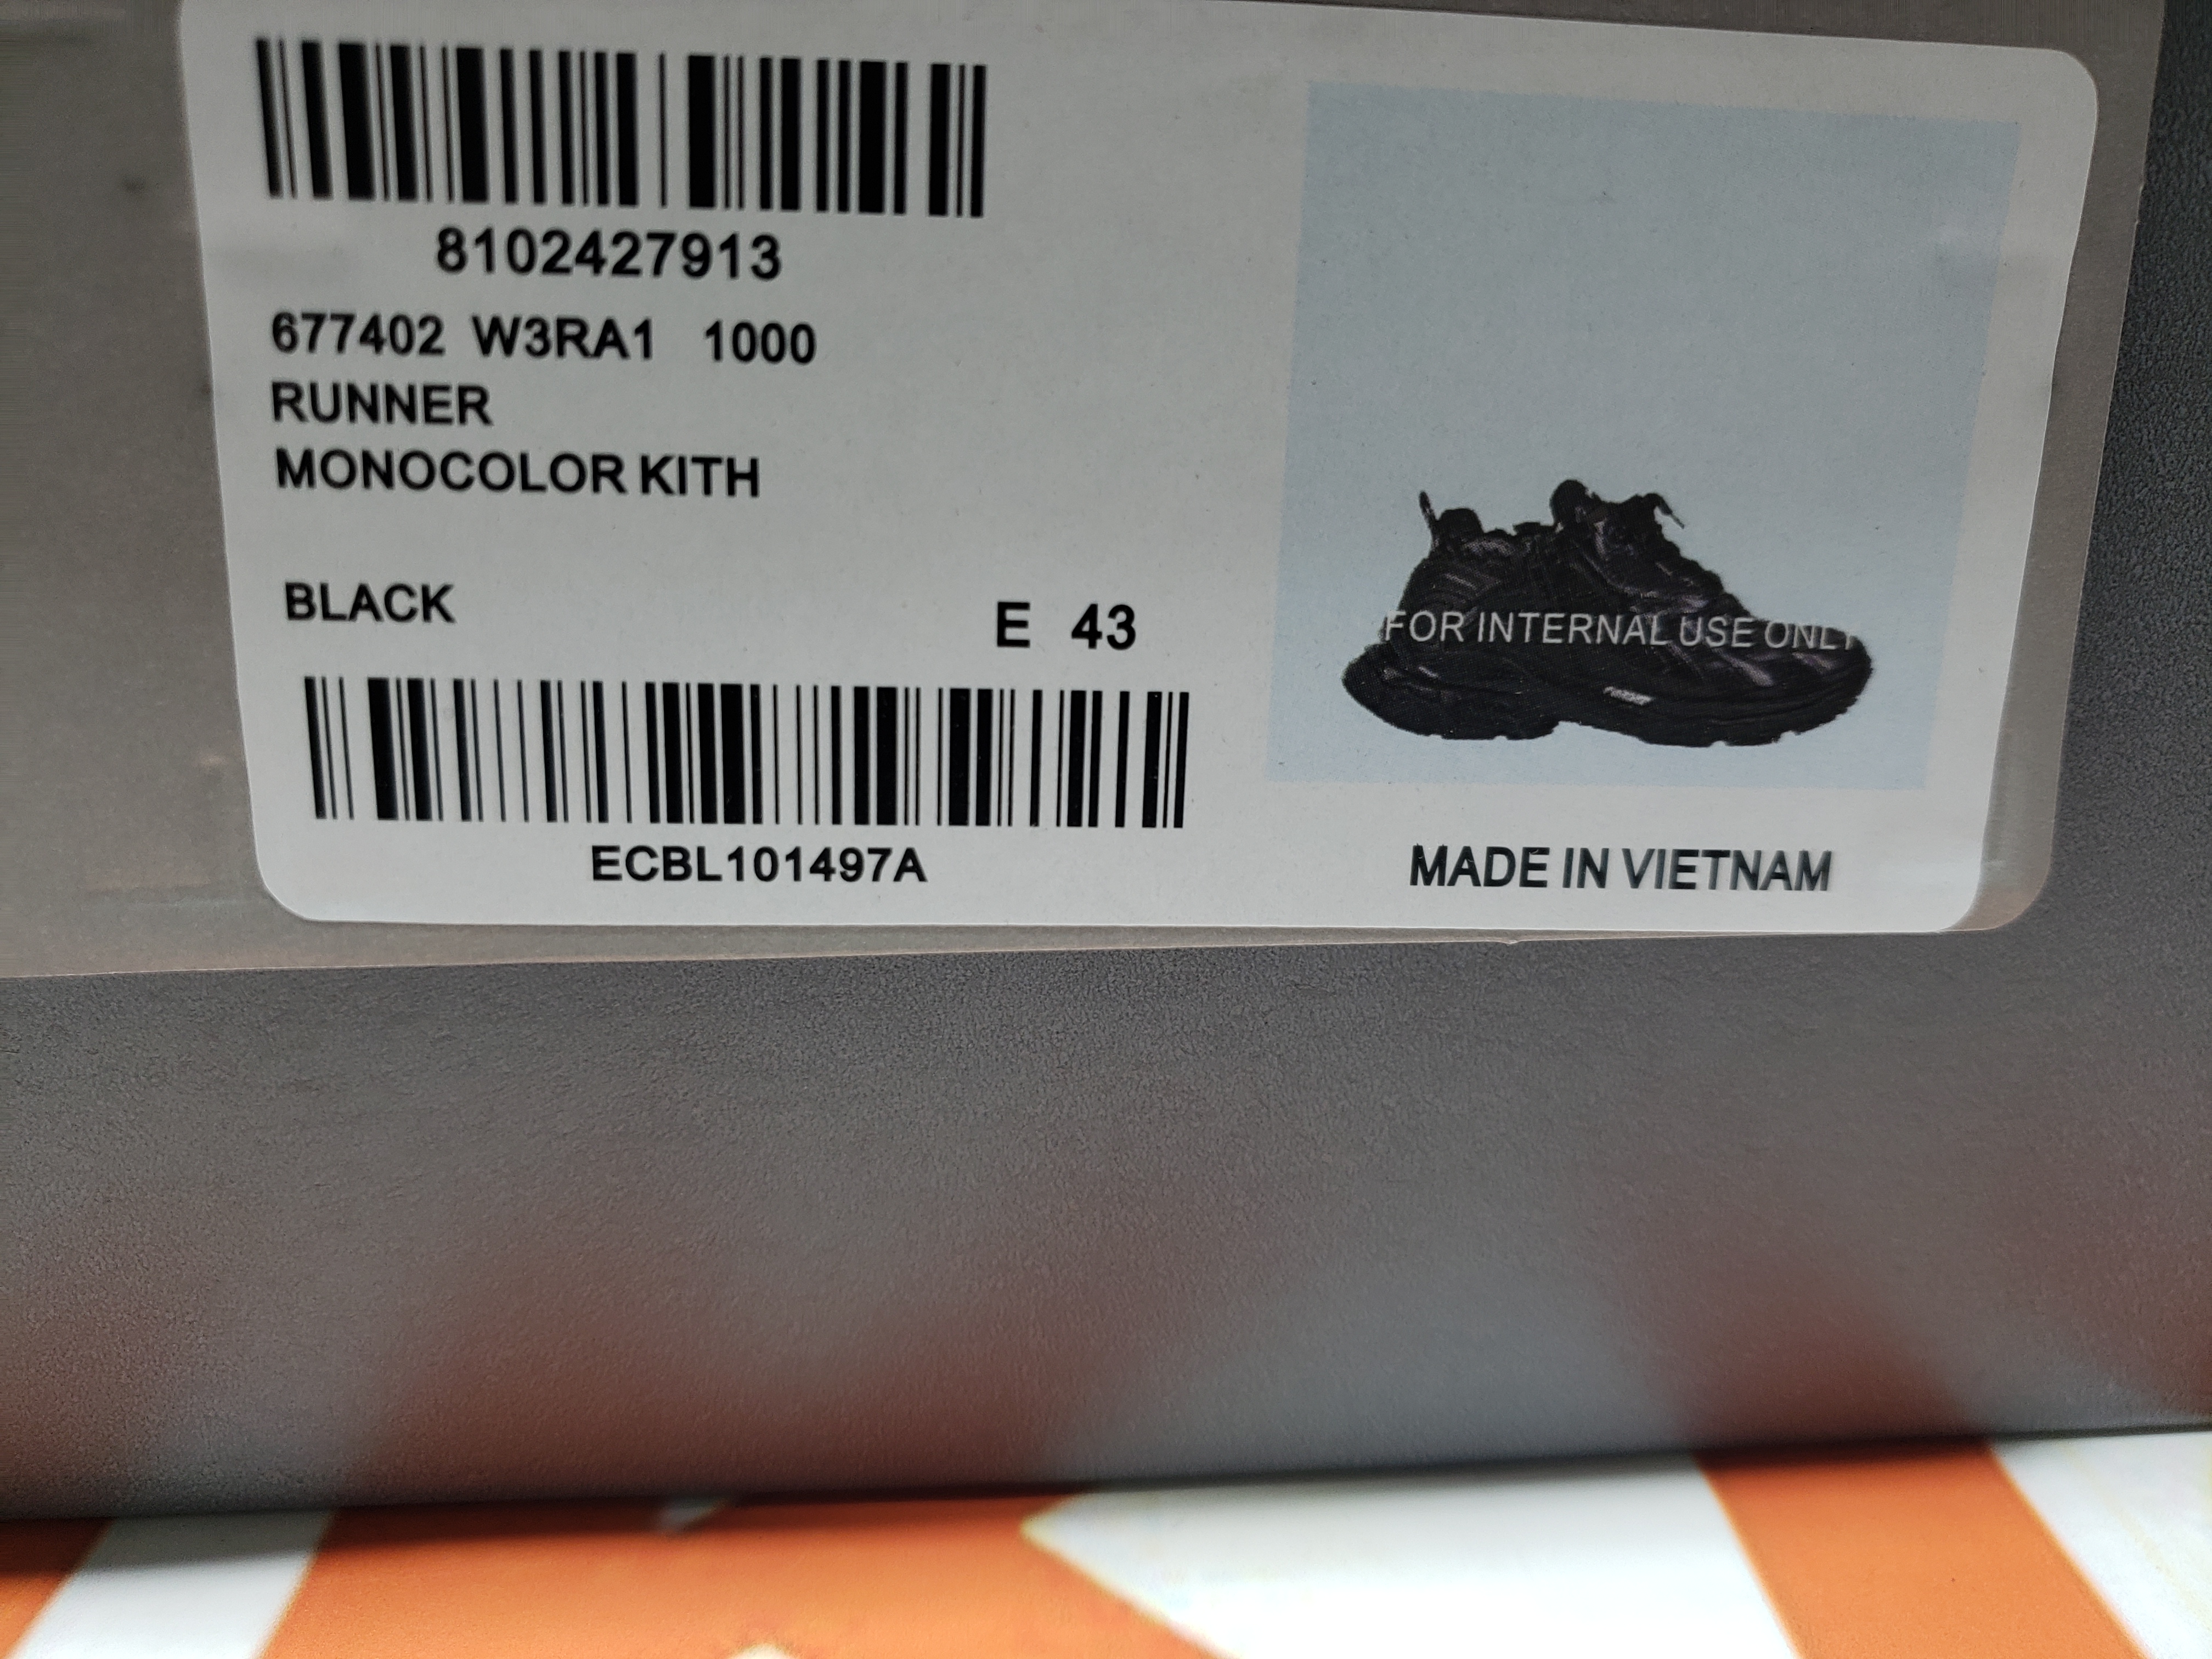 8102427913
677402 W3RA1 1000
RUNNER
MONOCOLOR KITH
BLACK
E 43
ECBL101497A
FOR INTERNAL USE ONLY
MADE IN VIETNAM